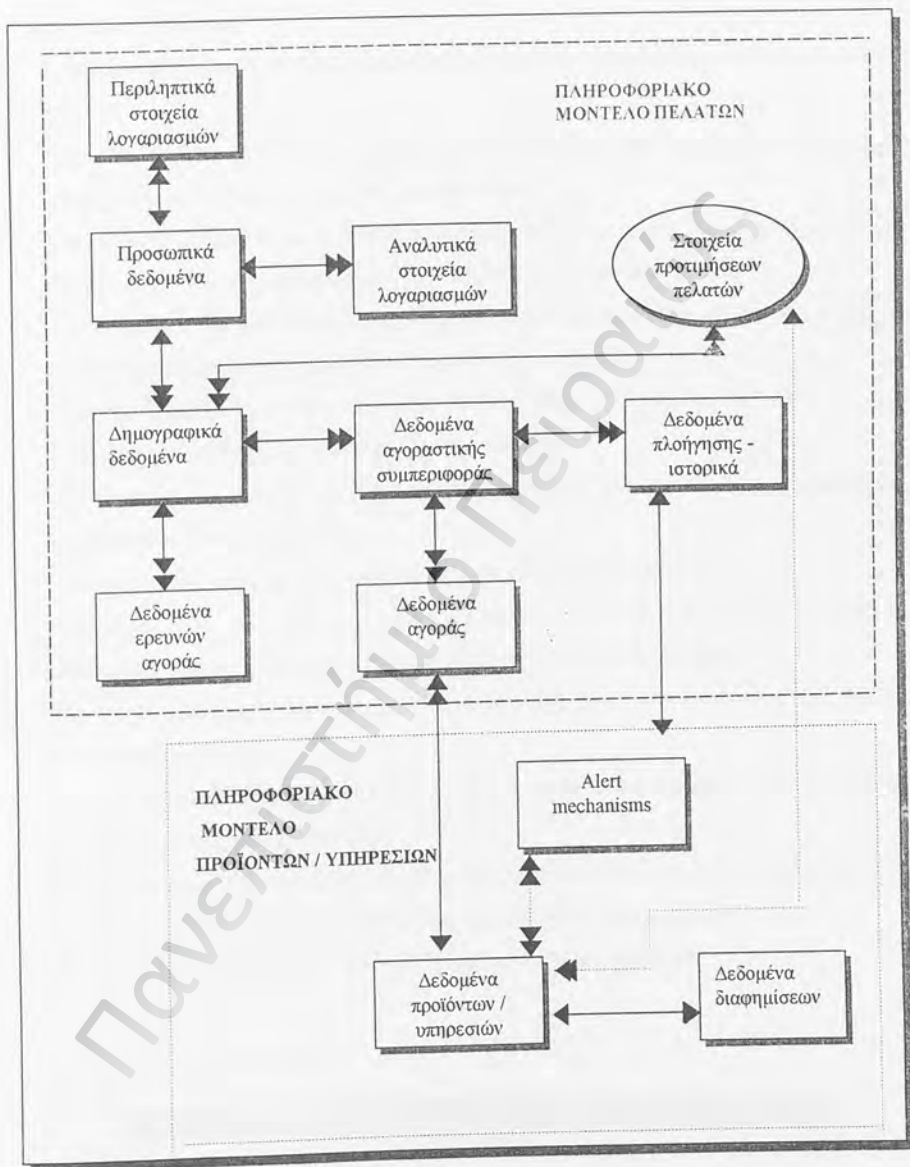 Περιληπτικά
στοιχεία
λογαριασμών
ΠΛΗΡΟΦΟΡΙΑΚΟ
ΜΟΝΤΕΛΟ ΠΕΛΑΤΩΝ
Προσωπικά
δεδομένα
Αναλυτικά
στοιχεία
λογαριασμών
Στοιχεία
προτιμήσεων
πελατών
Δημογραφικά
δεδομένα
Δεδομένα
αγοραστικής
συμπεριφοράς
Δεδομένα
πλοήγησης -
ιστορικά
Δεδομένα
ερευνών
αγοράς
Δεδομένα
αγοράς
ΠΛΗΡΟΦΟΡΙΑΚΟ
ΜΟΝΤΕΛΟ
ΠΡΟΪΟΝΤΩΝ / ΥΠΗΡΕΣΙΩΝ
Alert
mechanisms
Δεδομένα
προϊόντων /
υπηρεσιών
Δεδομένα
διαφημίσεων
Πανεπιστήμιο Πειραιώς